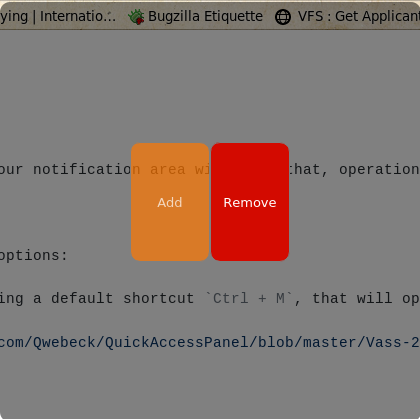 ying | Internatio... Bugzilla Etiquette VFS : Get Applicant
our notification area wi that, operation
Add Remove
options:
ing a default shortcut `Ctrl + M`, that will op
com/Qwebeck/QuickAccessPanel/blob/master/Vass-2